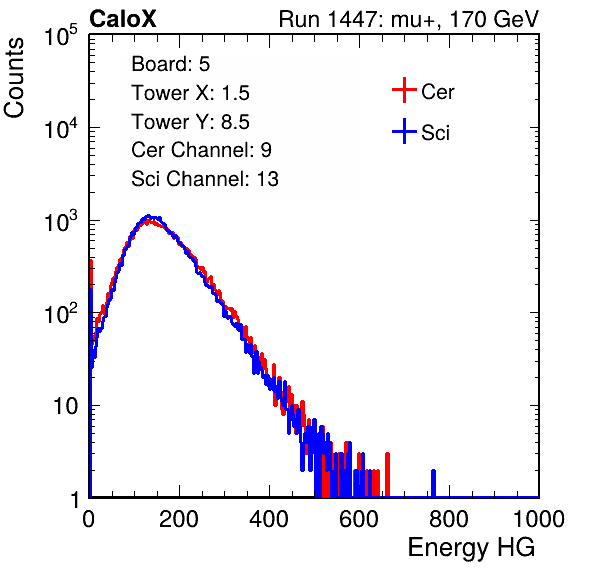 CaloX Run 1447: mu+, 170 GeV
Board: 5
Tower X: 1.5
Tower Y: 8.5
Cer Channel: 9
Sci Channel: 13
Cer
Sci
Counts
10^5
10^4
10^3
10^2
10
1
0 200 400 600 800 1000
Energy HG